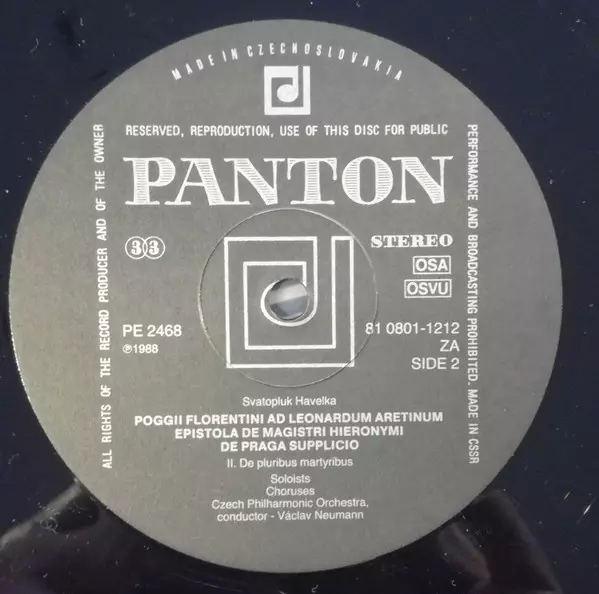 MADE IN CZECHOSLOVAKIA
RESERVED, REPRODUCTION, USE OF THIS DISC FOR PUBLIC
PERFORMANCE AND BROADCASTING PROHIBITED. MADE IN CSSR
ALL RIGHTS OF THE RECORD PRODUCER AND OF THE OWNER
PANTON
33
STEREO
OSA
OSVU
PE 2468
℗1988
81 0801-1212
ZA
SIDE 2
Svatopluk Havelka
POGGII FLORENTINI AD LEONARDUM ARETINUM
EPISTOLA DE MAGISTRI HIERONYMI
DE PRAGA SUPPLICIO
II. De pluribus martyribus
Soloists
Choruses
Czech Philharmonic Orchestra,
conductor - Václav Neumann